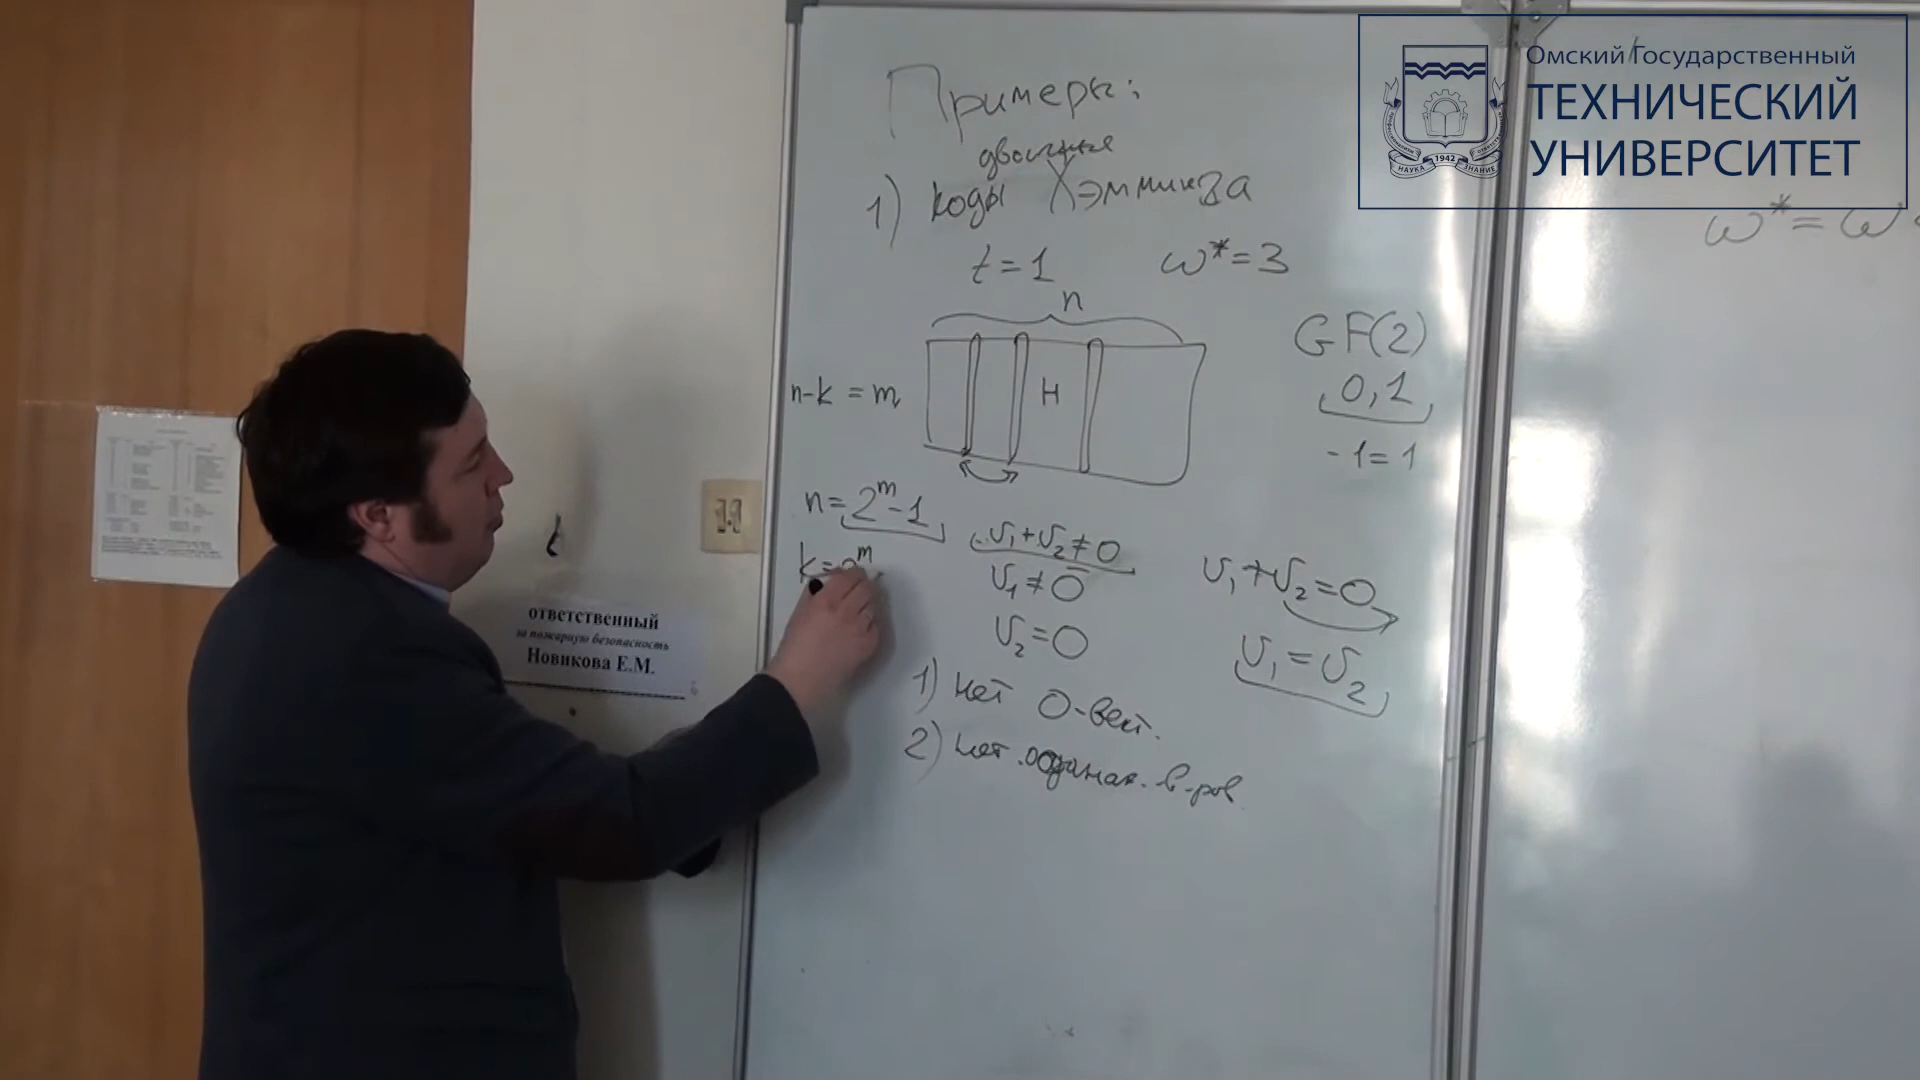 Примеры:
двоичные
1) коды Хэмминга
t=1 w*=3
n
n-k = m
H
GF(2)
0,1
-1=1
n=2^m-1
k=2^m
v₁+v₂≠0
v₁≠0
v₂=0
v₁+v₂=0
v₁=v₂
1) нет 0-вект.
2) нет одинак. в-ров
w*=w
Омский Государственный
ТЕХНИЧЕСКИЙ
УНИВЕРСИТЕТ
НАУКА 1942 ЗНАНИЕ
ответственный
за пожарную безопасность
Новикова Е.М.